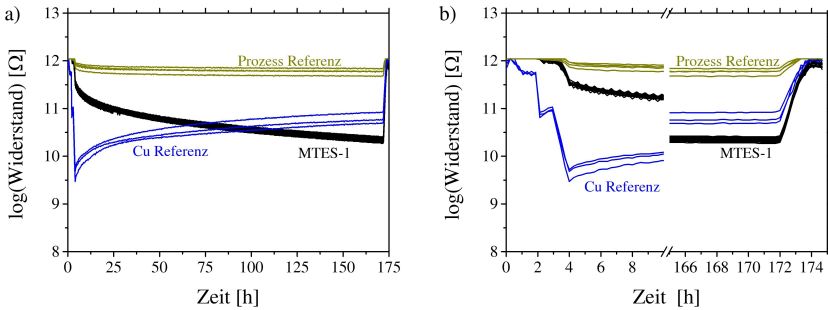 a)
13
12
11
10
9
8
log(Widerstand) [Ω]
Prozess Referenz
Cu Referenz
MTES-1
0
25
50
75
100
125
150
175
Zeit [h]
b)
13
12
11
10
9
8
log(Widerstand) [Ω]
Prozess Referenz
MTES-1
Cu Referenz
0
2
4
6
8
166
168
170
172
174
Zeit [h]